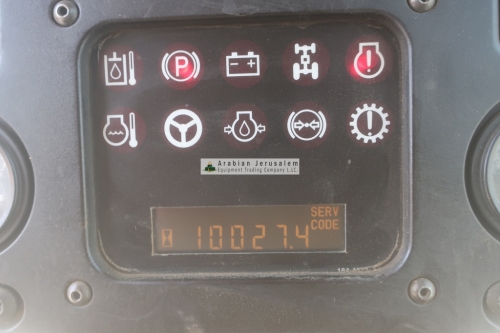 P
Arabian Jerusalem
Equipment Trading Company L.L.C
SERV
CODE
10027.4